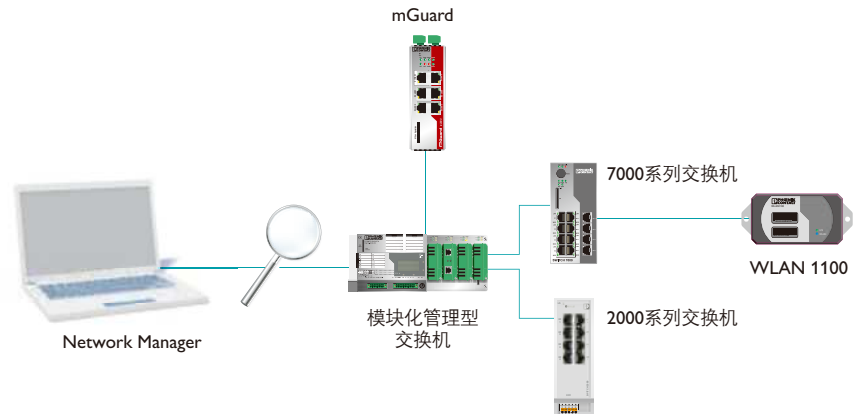 mGuard
7000系列交换机
WLAN 1100
模块化管理型
交换机
2000系列交换机
Network Manager